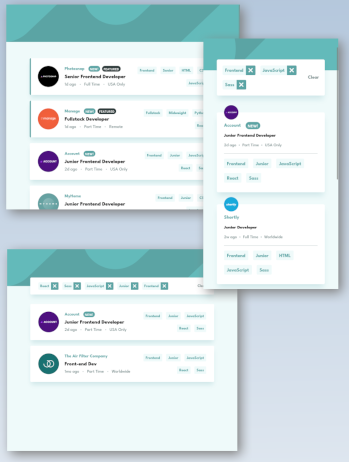 Photosnap NEW! FEATURED
Senior Frontend Developer
1d ago · Full Time · USA Only
Frontend Senior HTML
JavaScript
Manage NEW! FEATURED
Fullstack Developer
1d ago · Part Time · Remote
Fullstack Midweight
Account NEW!
Junior Frontend Developer
2d ago · Part Time · USA Only
Frontend Junior
React
MyHome
Junior Frontend Developer
Frontend Junior
Frontend JavaScript
Sass
Clear
Account NEW!
Junior Frontend Developer
2d ago · Part Time · USA Only
Frontend Junior JavaScript
React Sass
Shortly
Junior Developer
2w ago · Full Time · Worldwide
Frontend Junior HTML
JavaScript Sass
React Sass JavaScript Junior Frontend
Account NEW!
Junior Frontend Developer
2d ago · Part Time · USA Only
Frontend Junior JavaScript
React Sass
The Air Filter Company
Front-end Dev
1mo ago · Part Time · Worldwide
Frontend Junior JavaScript
React Sass